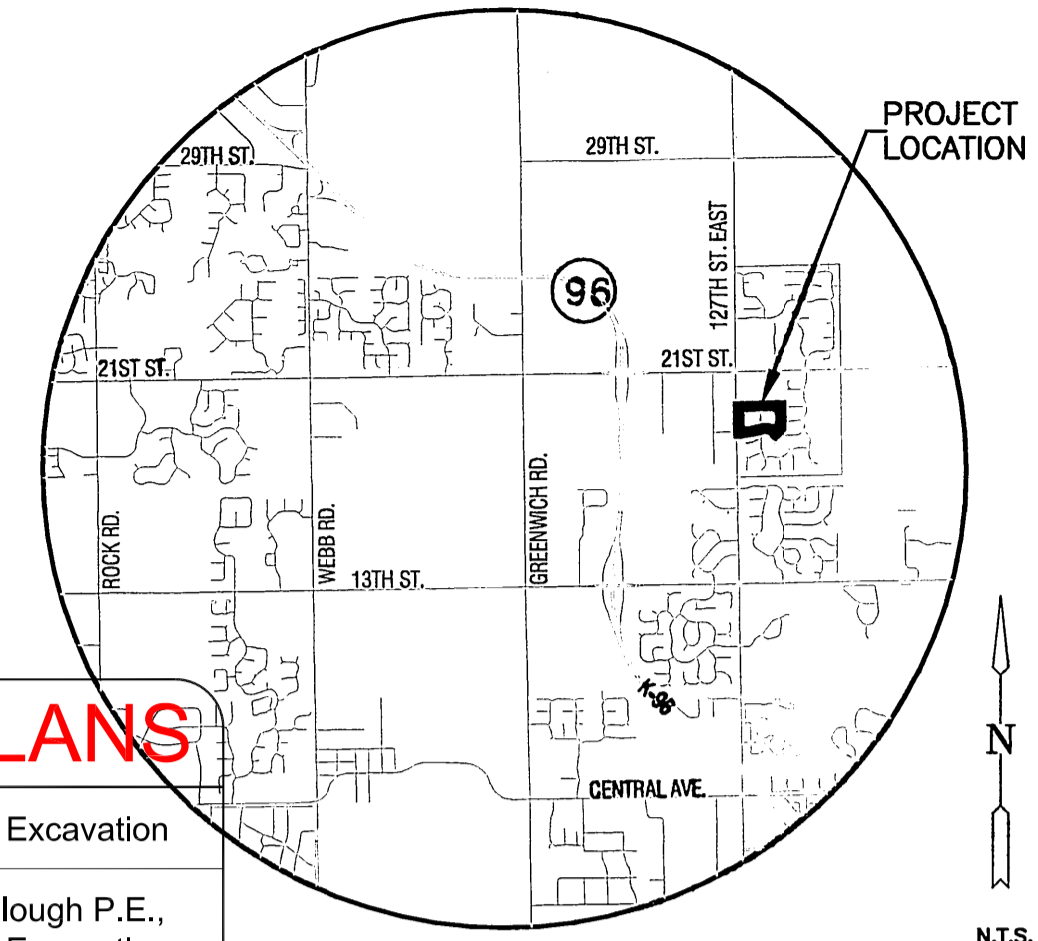 PROJECT
LOCATION
29TH ST.
29TH ST.
127TH ST. EAST
96
21ST ST.
21ST ST.
ROCK RD.
WEBB RD.
GREENWICH RD.
13TH ST.
K-96
LANS
CENTRAL AVE.
N
Excavation
lough P.E.,
N.T.S.